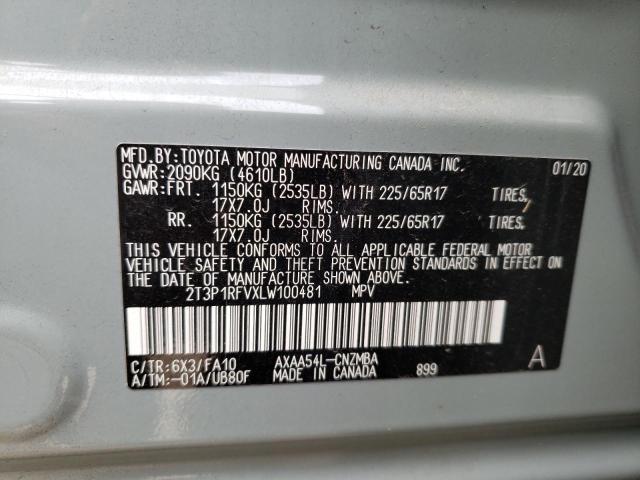 MFD.BY:TOYOTA MOTOR MANUFACTURING CANADA INC. 01/20
GVWR:2090KG (4610LB)
GAWR:FRT. 1150KG (2535LB) WITH 225/65R17 TIRES,
17X7.0J RIMS.
RR. 1150KG (2535LB) WITH 225/65R17 TIRES,
17X7.0J RIMS.
THIS VEHICLE CONFORMS TO ALL APPLICABLE FEDERAL MOTOR
VEHICLE SAFETY AND THEFT PREVENTION STANDARDS IN EFFECT ON
THE DATE OF MANUFACTURE SHOWN ABOVE.
2T3P1RFVXLW100481 MPV
C/TR:6X3/FA10 AXAA54L-CNZMBA A
A/TM:-01A/UB80F MADE IN CANADA 899